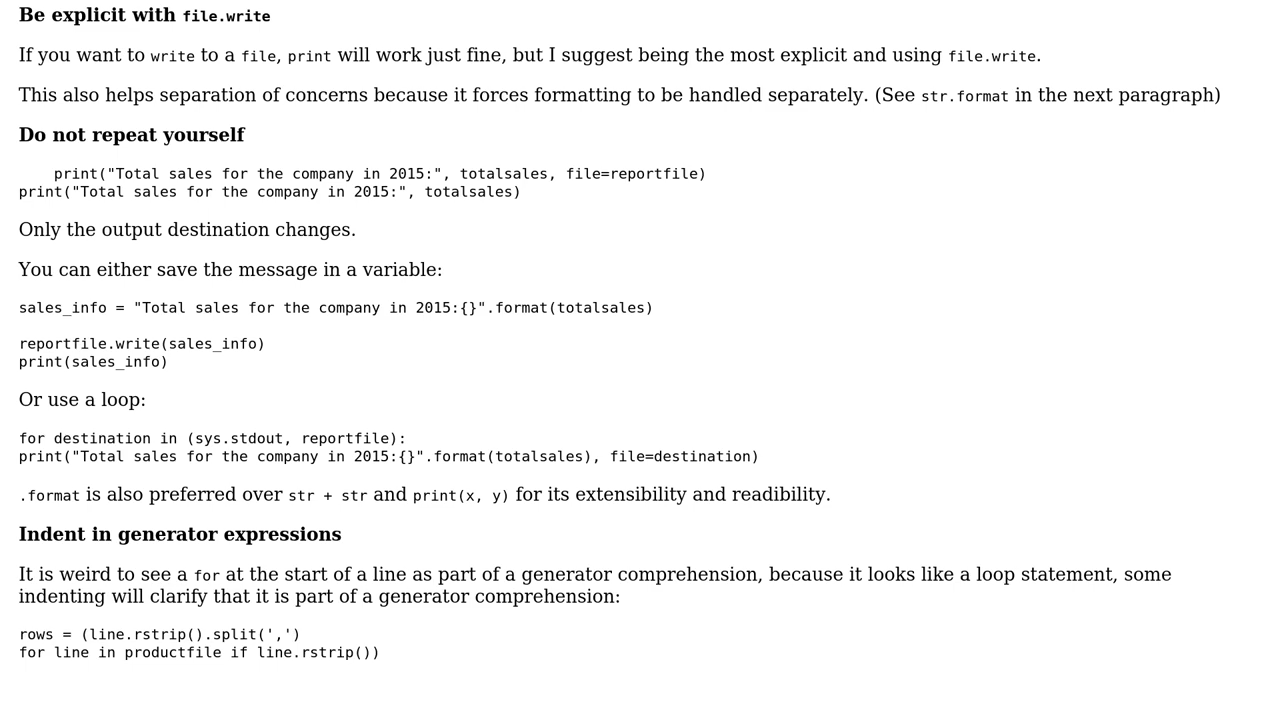 Be explicit with file.write
If you want to write to a file, print will work just fine, but I suggest being the most explicit and using file.write.
This also helps separation of concerns because it forces formatting to be handled separately. (See str.format in the next paragraph)
Do not repeat yourself
    print("Total sales for the company in 2015:", totalsales, file=reportfile)
print("Total sales for the company in 2015:", totalsales)
Only the output destination changes.
You can either save the message in a variable:
sales_info = "Total sales for the company in 2015:{}".format(totalsales)
reportfile.write(sales_info)
print(sales_info)
Or use a loop:
for destination in (sys.stdout, reportfile):
print("Total sales for the company in 2015:{}".format(totalsales), file=destination)
.format is also preferred over str + str and print(x, y) for its extensibility and readibility.
Indent in generator expressions
It is weird to see a for at the start of a line as part of a generator comprehension, because it looks like a loop statement, some
indenting will clarify that it is part of a generator comprehension:
rows = (line.rstrip().split(',')
for line in productfile if line.rstrip())